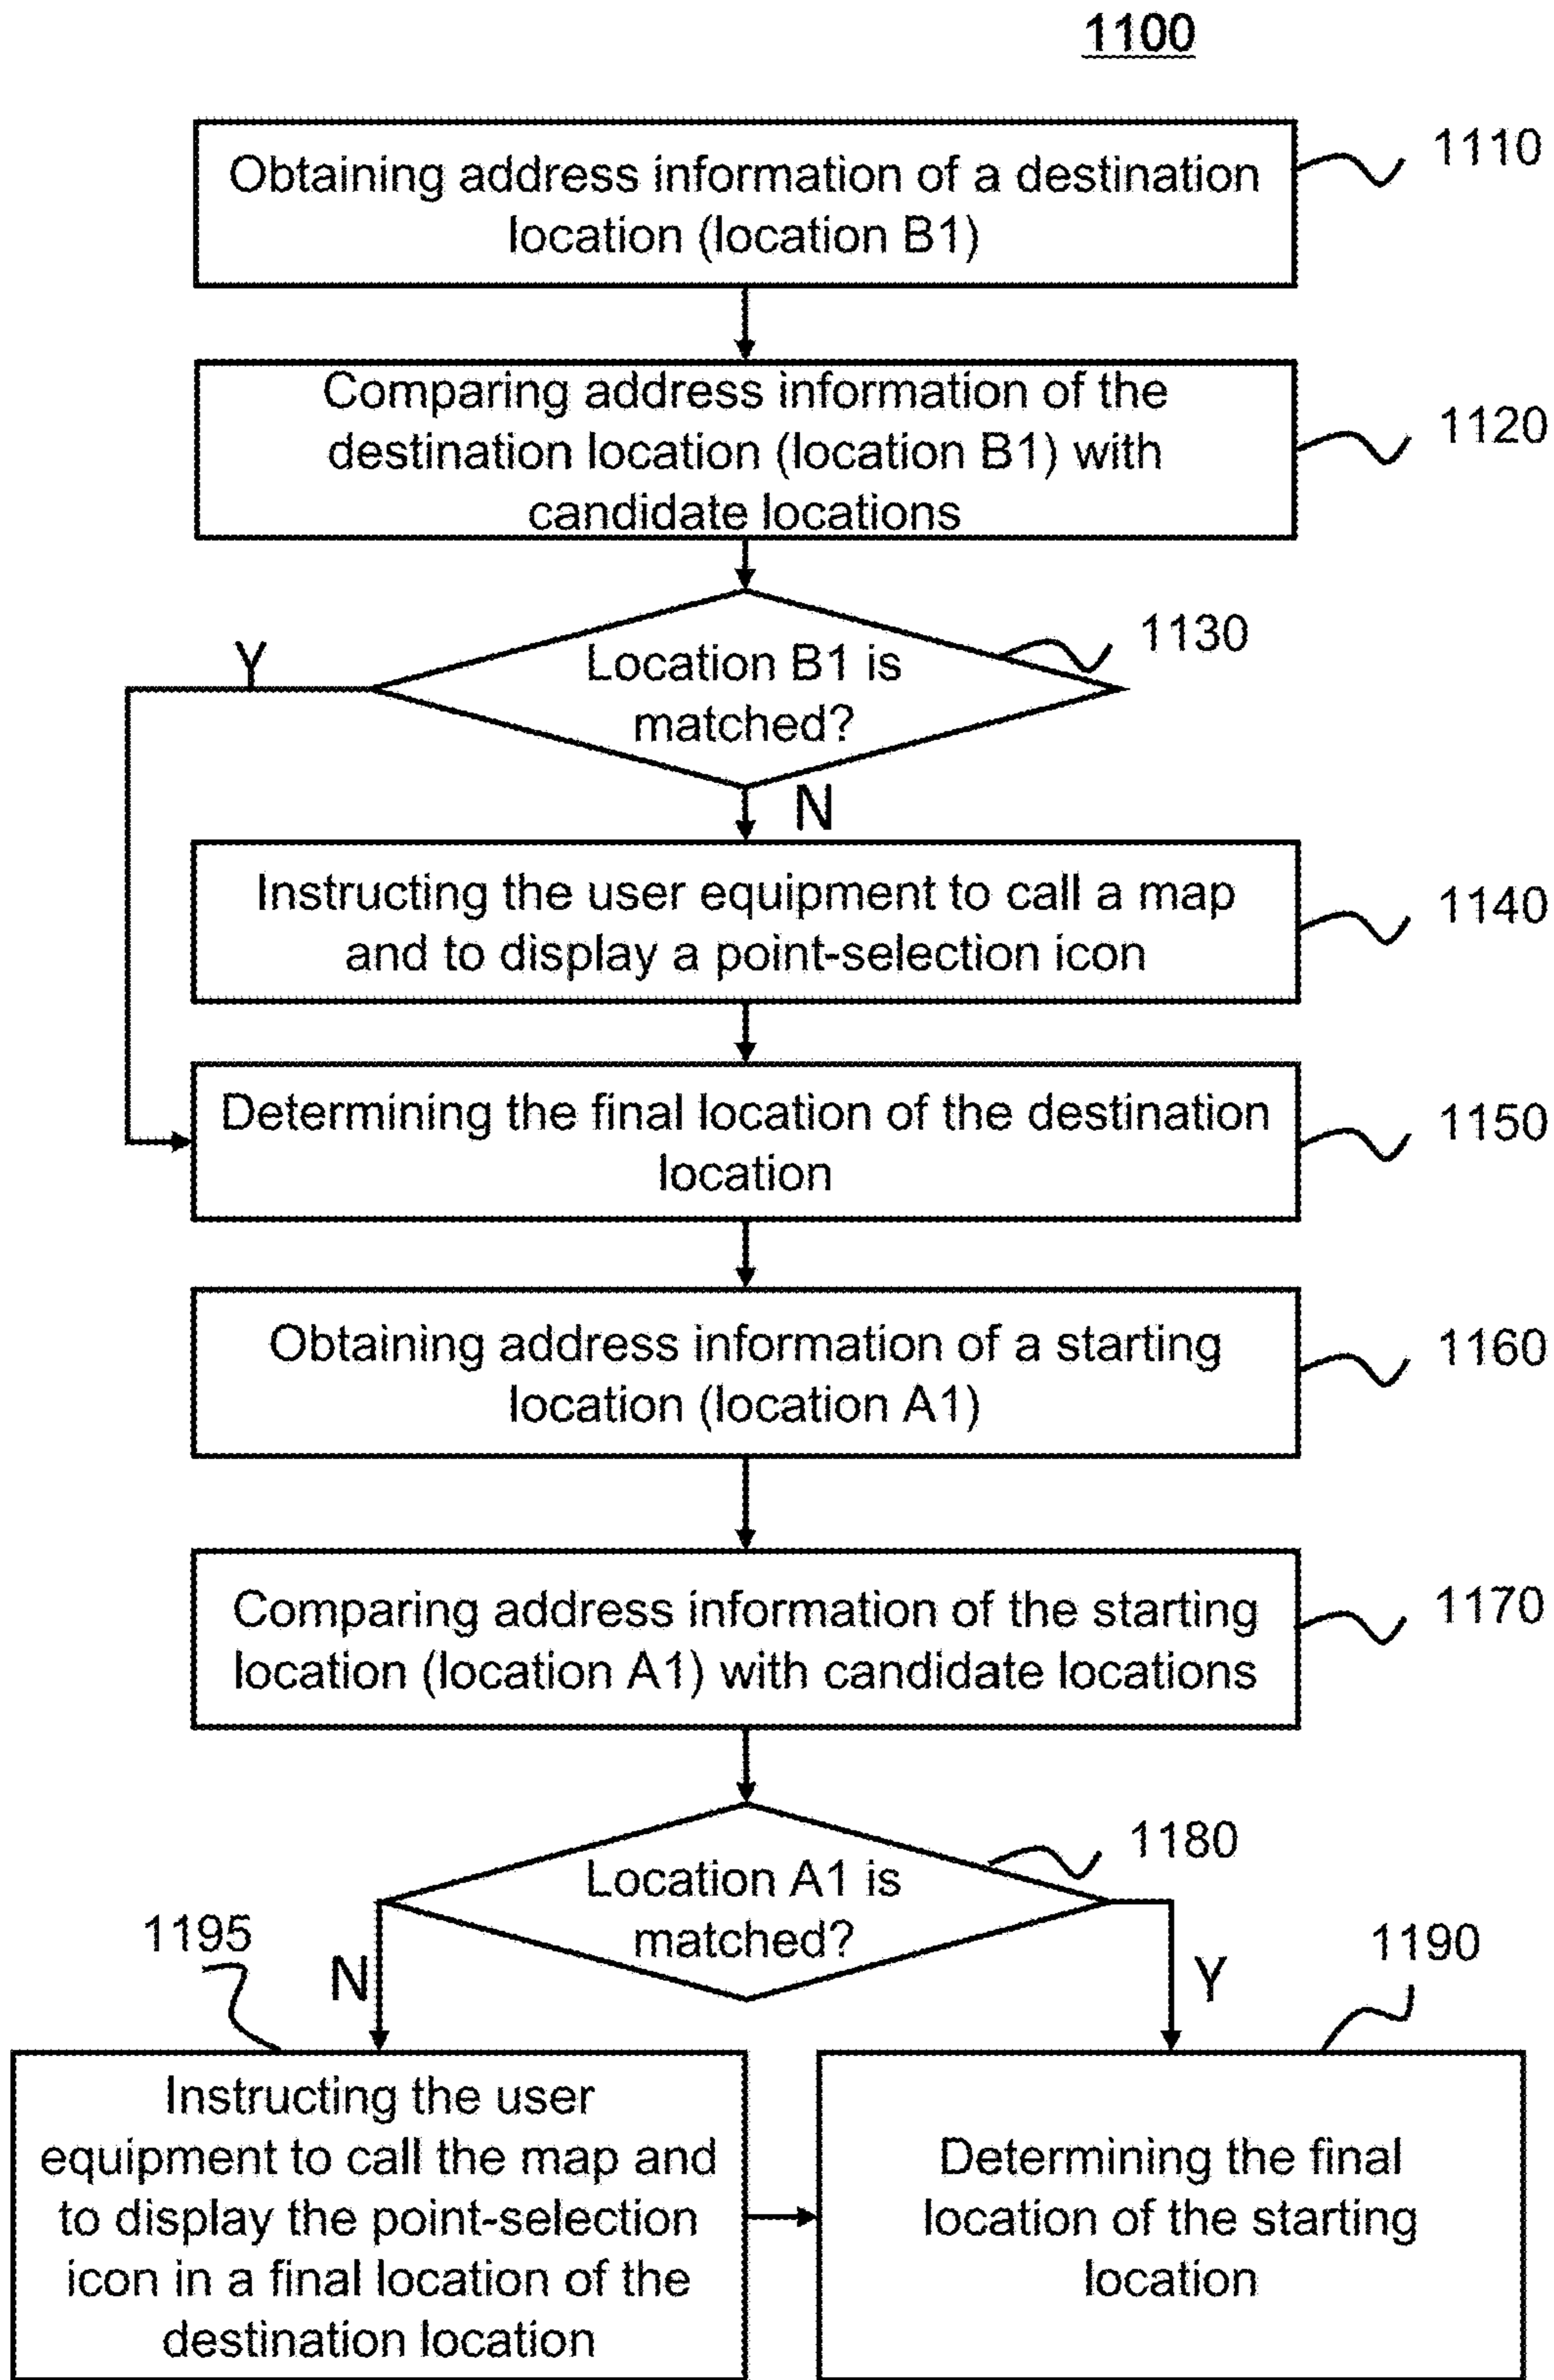 1100
Obtaining address information of a destination
location (location B1)
1110
Comparing address information of the
destination location (location B1) with
candidate locations
1120
Location B1 is
matched?
1130
Y
N
Instructing the user equipment to call a map
and to display a point-selection icon
1140
Determining the final location of the destination
location
1150
Obtaining address information of a starting
location (location A1)
1160
Comparing address information of the starting
location (location A1) with candidate locations
1170
Location A1 is
matched?
1180
1195
N
Y
1190
Instructing the user
equipment to call the map and
to display the point-selection
icon in a final location of the
destination location
Determining the final
location of the starting
location